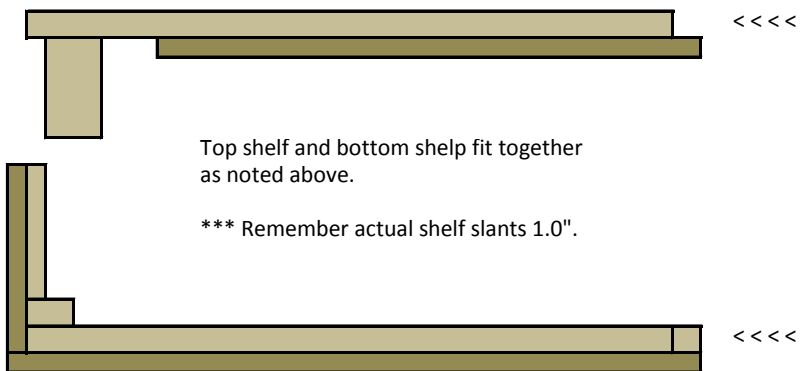 < < < <
Top shelf and bottom shelp fit together
as noted above.
*** Remember actual shelf slants 1.0".
< < < <